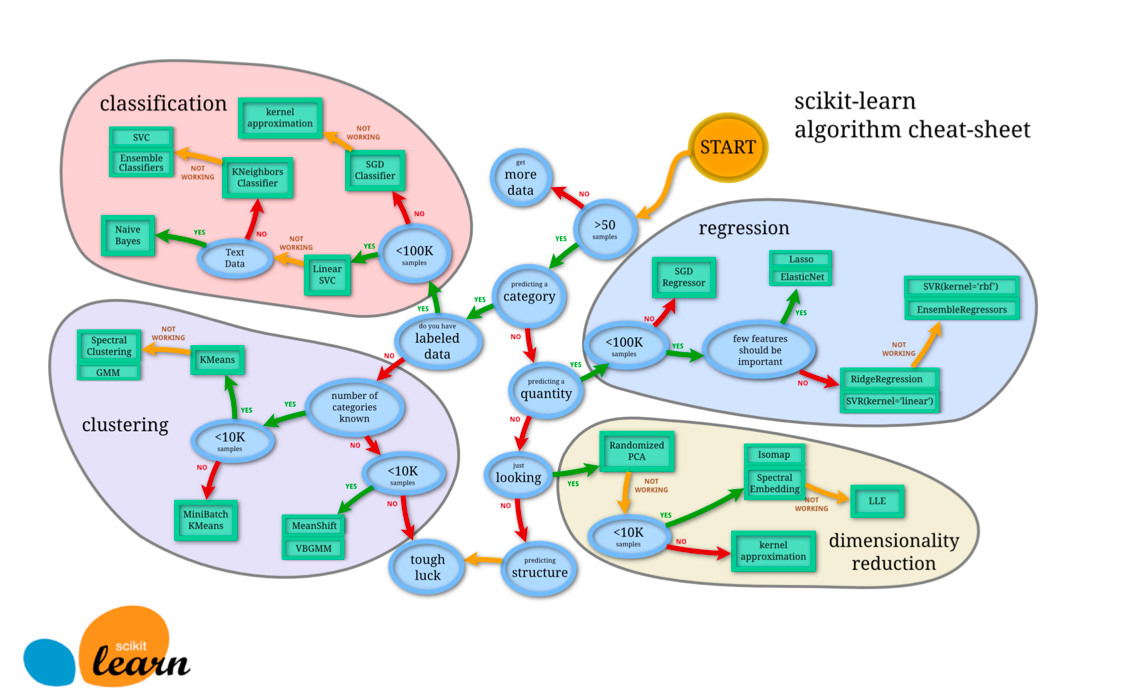 scikit-learn
algorithm cheat-sheet
START
>50
samples
NO
get
more
data
YES
predicting a
category
YES
do you have
labeled
data
YES
classification
<100K
samples
NO
SGD
Classifier
NOT
WORKING
kernel
approximation
YES
Linear
SVC
NOT
WORKING
Text
Data
YES
Naive
Bayes
NO
KNeighbors
Classifier
NOT
WORKING
SVC
Ensemble
Classifiers
NO
clustering
number of
categories
known
YES
<10K
samples
YES
KMeans
NOT
WORKING
Spectral
Clustering
GMM
NO
MiniBatch
KMeans
NO
<10K
samples
YES
MeanShift
VBGMM
NO
tough
luck
NO
predicting a
quantity
YES
regression
<100K
samples
NO
SGD
Regressor
YES
few features
should be
important
YES
Lasso
ElasticNet
NO
RidgeRegression
SVR(kernel='linear')
NOT
WORKING
SVR(kernel='rbf')
EnsembleRegressors
NO
just
looking
YES
dimensionality
reduction
Randomized
PCA
NOT
WORKING
<10K
samples
YES
Isomap
Spectral
Embedding
NOT
WORKING
LLE
NO
kernel
approximation
NO
predicting
structure
scikit
learn